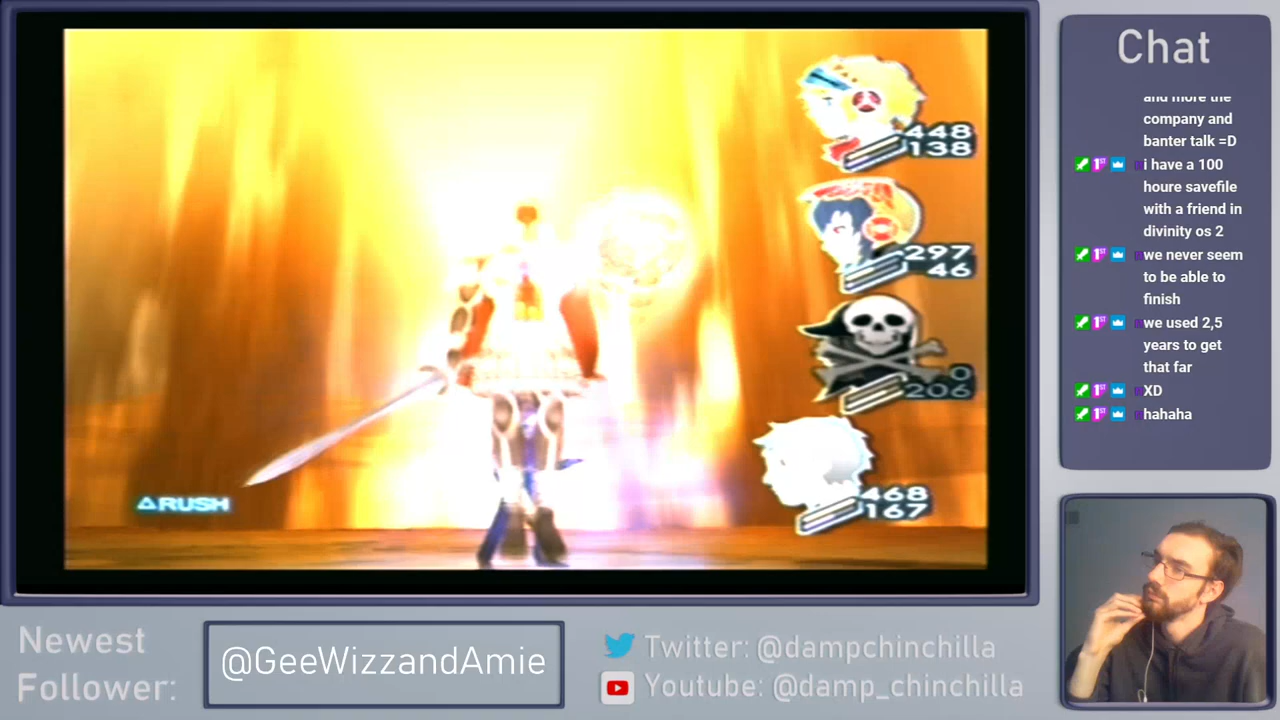 448
138
297
46
0
206
468
167
△RUSH
Chat
and more the
company and
banter talk =D
i have a 100
houre savefile
with a friend in
divinity os 2
we never seem
to be able to
finish
we used 2,5
years to get
that far
XD
hahaha
Newest
Follower:
@GeeWizzandAmie
Twitter: @dampchinchilla
Youtube: @damp_chinchilla